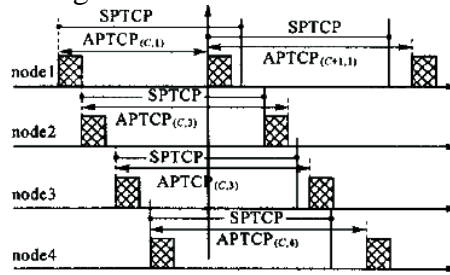 SPTCP SPTCP
APTCP(C,1) APTCP(C+1,1)
node1
SPTCP
APTCP(C,3)
node2
SPTCP
APTCP(C,3)
node3
SPTCP
APTCP(C,4)
node4